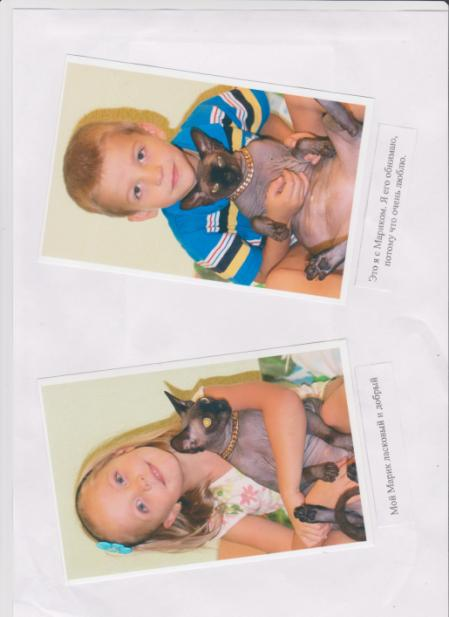 Это я с Мариком. Я его обнимаю,
потому что очень люблю.
Мой Марик ласковый и добрый